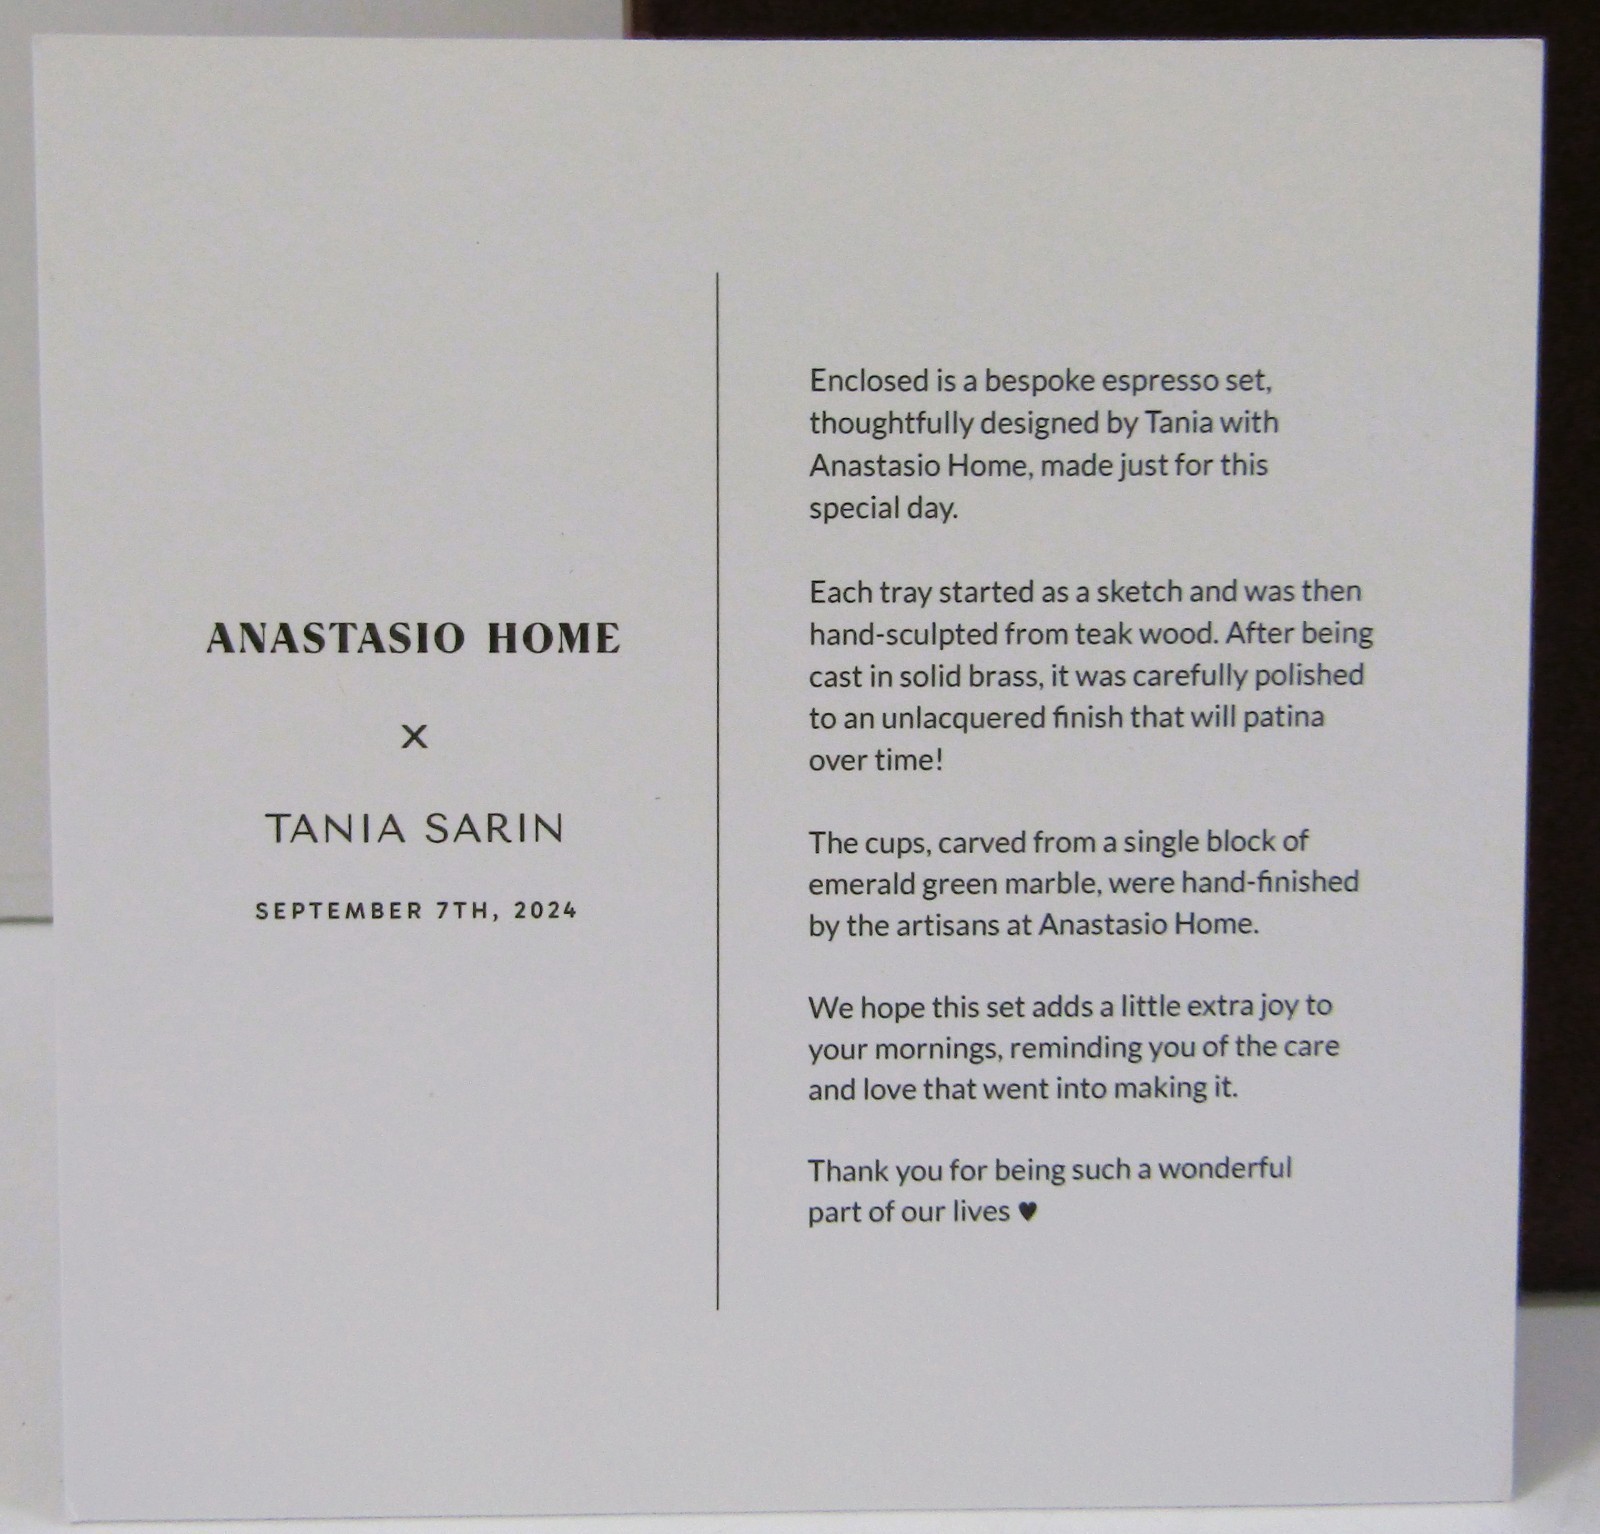 ANASTASIO HOME
x
TANIA SARIN
SEPTEMBER 7TH, 2024
Enclosed is a bespoke espresso set,
thoughtfully designed by Tania with
Anastasio Home, made just for this
special day.
Each tray started as a sketch and was then
hand-sculpted from teak wood. After being
cast in solid brass, it was carefully polished
to an unlacquered finish that will patina
over time!
The cups, carved from a single block of
emerald green marble, were hand-finished
by the artisans at Anastasio Home.
We hope this set adds a little extra joy to
your mornings, reminding you of the care
and love that went into making it.
Thank you for being such a wonderful
part of our lives ♥